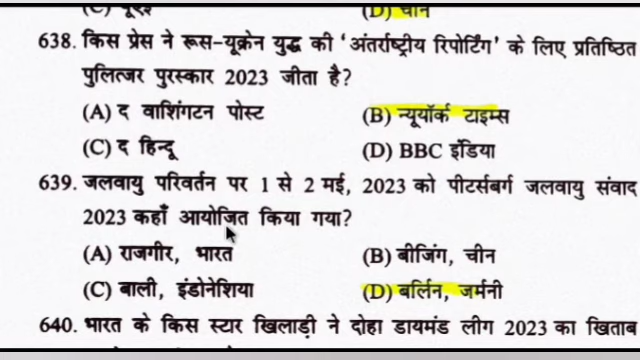 (D) चीन
638. किस प्रेस ने रूस-यूक्रेन युद्ध की 'अंतर्राष्ट्रीय रिपोर्टिंग' के लिए प्रतिष्ठित
पुलित्जर पुरस्कार 2023 जीता है?
(A) द वाशिंगटन पोस्ट (B) न्यूयॉर्क टाइम्स
(C) द हिन्दू (D) BBC इंडिया
639. जलवायु परिवर्तन पर 1 से 2 मई, 2023 को पीटर्सबर्ग जलवायु संवाद
2023 कहाँ आयोजित किया गया?
(A) राजगीर, भारत (B) बीजिंग, चीन
(C) बाली, इंडोनेशिया (D) बर्लिन, जर्मनी
640. भारत के किस स्टार खिलाड़ी ने दोहा डायमंड लीग 2023 का खिताब